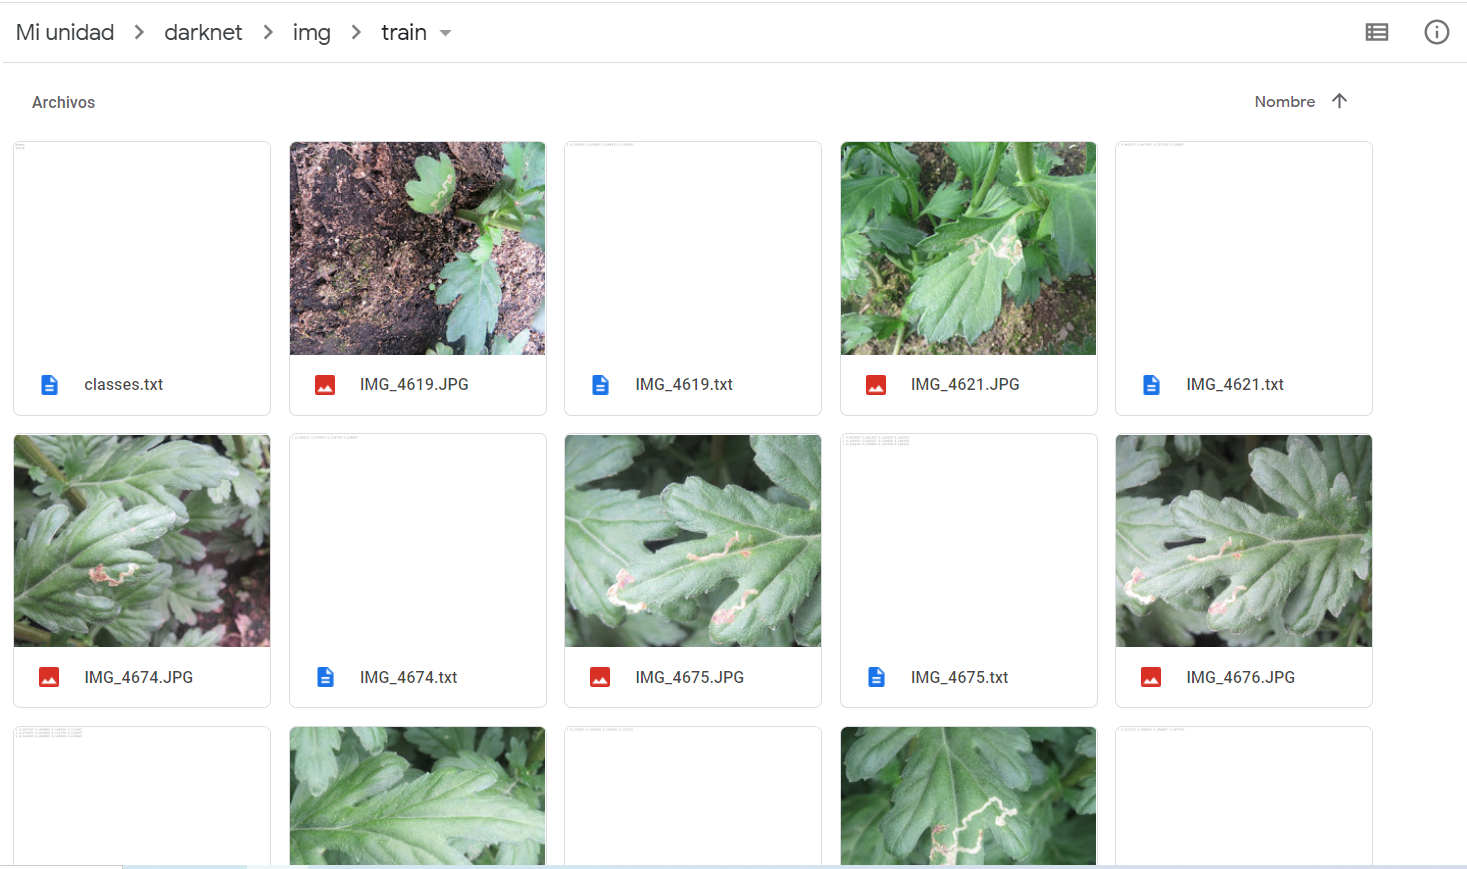 Mi unidad > darknet > img > train
Archivos
Nombre
classes.txt
IMG_4619.JPG
IMG_4619.txt
IMG_4621.JPG
IMG_4621.txt
IMG_4674.JPG
IMG_4674.txt
IMG_4675.JPG
IMG_4675.txt
IMG_4676.JPG